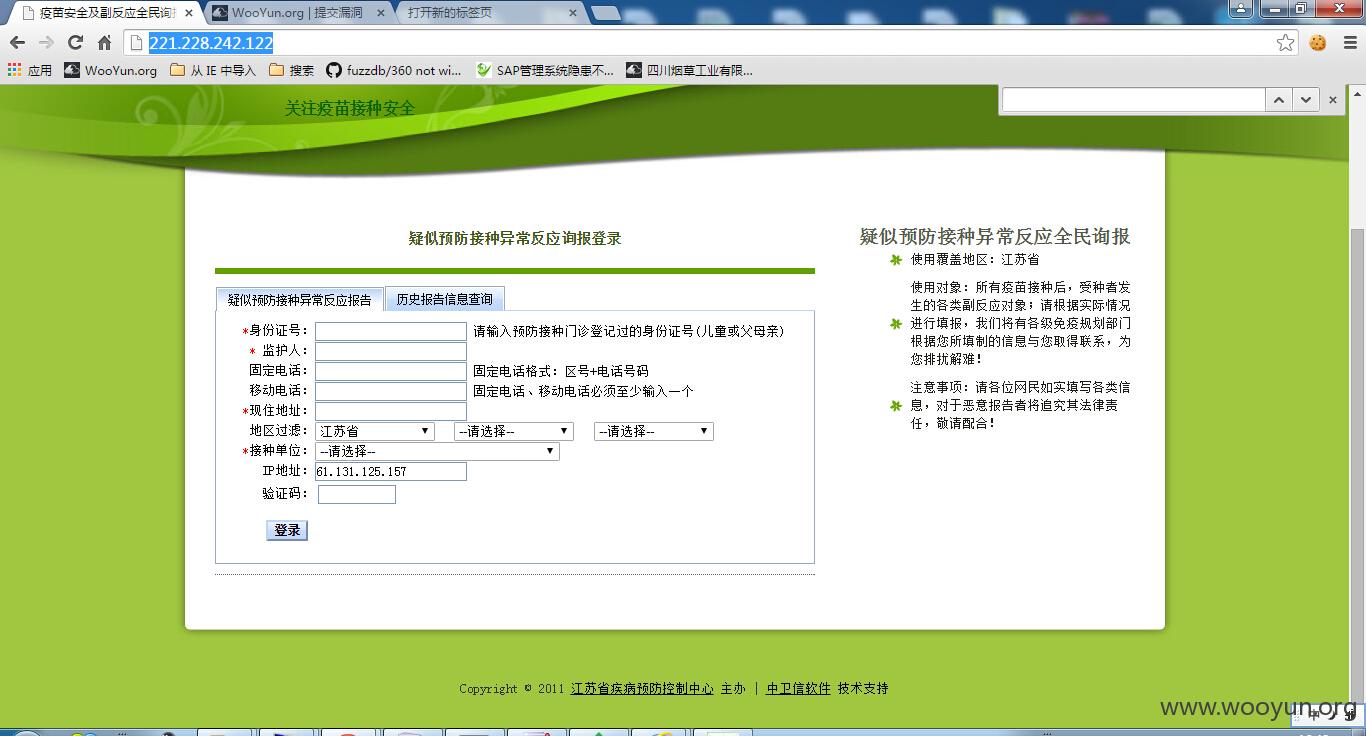 疫苗安全及副反应全民询
WooYun.org | 提交漏洞
打开新的标签页
221.228.242.122
应用
WooYun.org
从 IE 中导入
搜索
fuzzdb/360 not wi...
SAP管理系统隐患不...
四川烟草工业有限...
关注疫苗接种安全
疑似预防接种异常反应询报登录
疑似预防接种异常反应报告
历史报告信息查询
*身份证号：
请输入预防接种门诊登记过的身份证号(儿童或父母亲)
* 监护人：
固定电话：
固定电话格式：区号+电话号码
移动电话：
固定电话、移动电话必须至少输入一个
*现住地址：
地区过滤：
江苏省
--请选择--
--请选择--
*接种单位：
--请选择--
IP地址：
61.131.125.157
验证码：
登录
疑似预防接种异常反应全民询报
使用覆盖地区：江苏省
使用对象：所有疫苗接种后，受种者发
生的各类副反应对象；请根据实际情况
进行填报，我们将有各级免疫规划部门
根据您所填制的信息与您取得联系，为
您排扰解难！
注意事项：请各位网民如实填写各类信
息，对于恶意报告者将追究其法律责
任，敬请配合！
Copyright © 2011 江苏省疾病预防控制中心 主办 | 中卫信软件 技术支持
www.wooyun.org
中